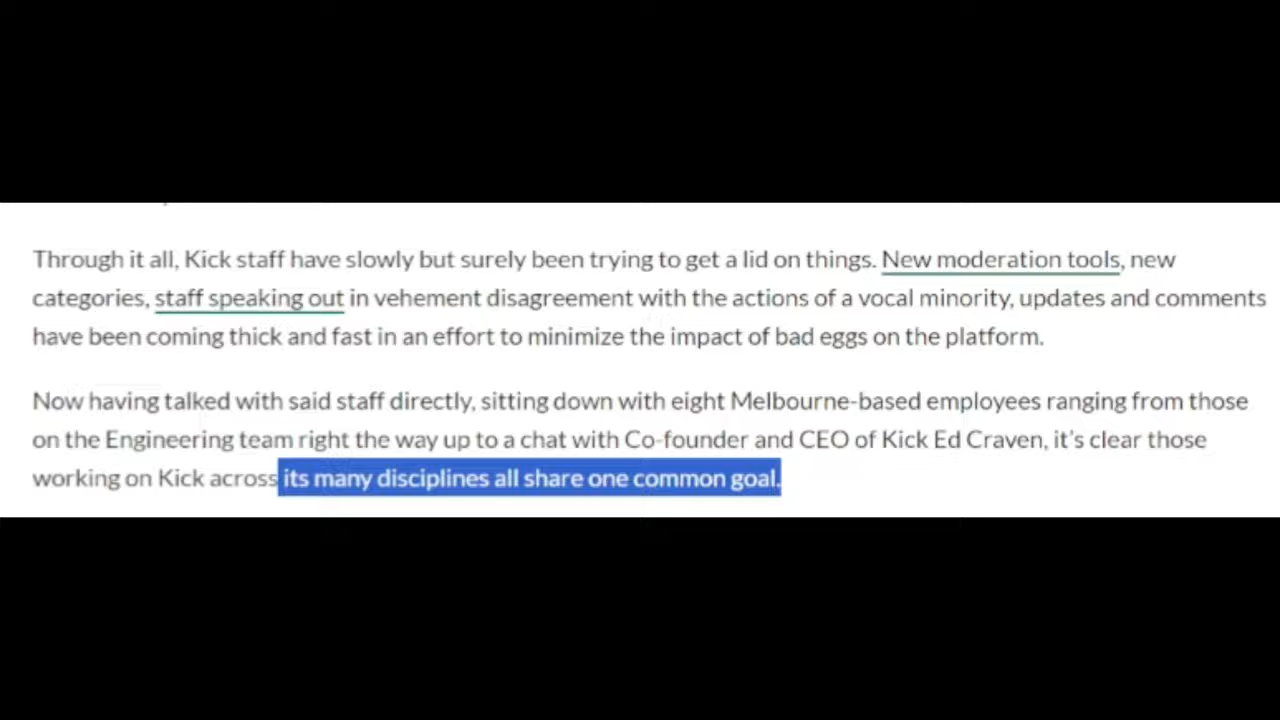 Through it all, Kick staff have slowly but surely been trying to get a lid on things. New moderation tools, new
categories, staff speaking out in vehement disagreement with the actions of a vocal minority, updates and comments
have been coming thick and fast in an effort to minimize the impact of bad eggs on the platform.
Now having talked with said staff directly, sitting down with eight Melbourne-based employees ranging from those
on the Engineering team right the way up to a chat with Co-founder and CEO of Kick Ed Craven, it's clear those
working on Kick across its many disciplines all share one common goal.